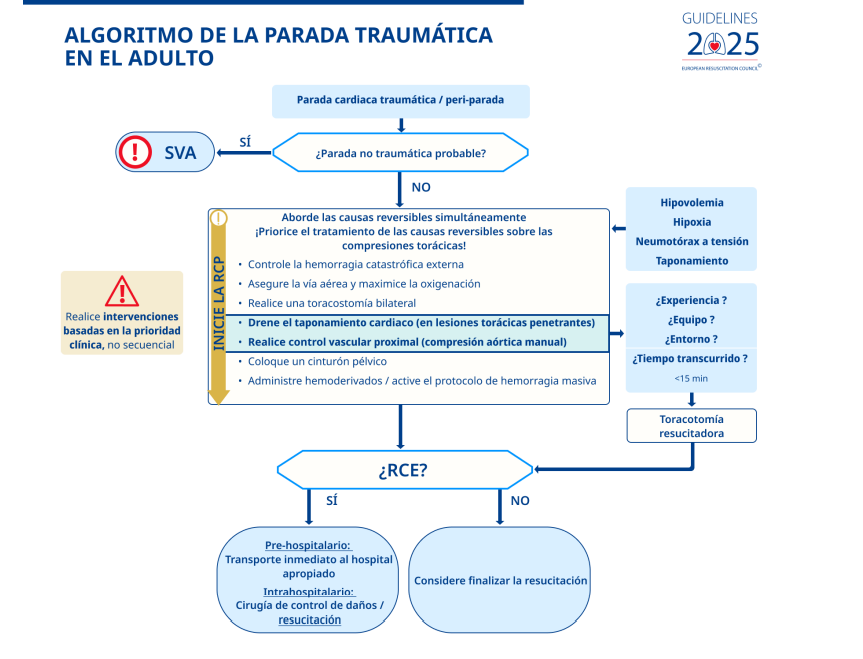 ALGORITMO DE LA PARADA TRAUMÁTICA
EN EL ADULTO
GUIDELINES
2025
EUROPEAN RESUSCITATION COUNCIL©
Parada cardiaca traumática / peri-parada
¿Parada no traumática probable?
SÍ
SVA
NO
Aborde las causas reversibles simultáneamente
¡Priorice el tratamiento de las causas reversibles sobre las
compresiones torácicas!
• Controle la hemorragia catastrófica externa
• Asegure la vía aérea y maximice la oxigenación
• Realice una toracostomía bilateral
• Drene el taponamiento cardiaco (en lesiones torácicas penetrantes)
• Realice control vascular proximal (compresión aórtica manual)
• Coloque un cinturón pélvico
• Administre hemoderivados / active el protocolo de hemorragia masiva
INICIE LA RCP
Realice intervenciones
basadas en la prioridad
clínica, no secuencial
Hipovolemia
Hipoxia
Neumotórax a tensión
Taponamiento
¿Experiencia ?
¿Equipo ?
¿Entorno ?
¿Tiempo transcurrido ?
<15 min
Toracotomía
resucitadora
¿RCE?
SÍ
NO
Pre-hospitalario:
Transporte inmediato al hospital
apropiado
Intrahospitalario:
Cirugía de control de daños /
resucitación
Considere finalizar la resucitación